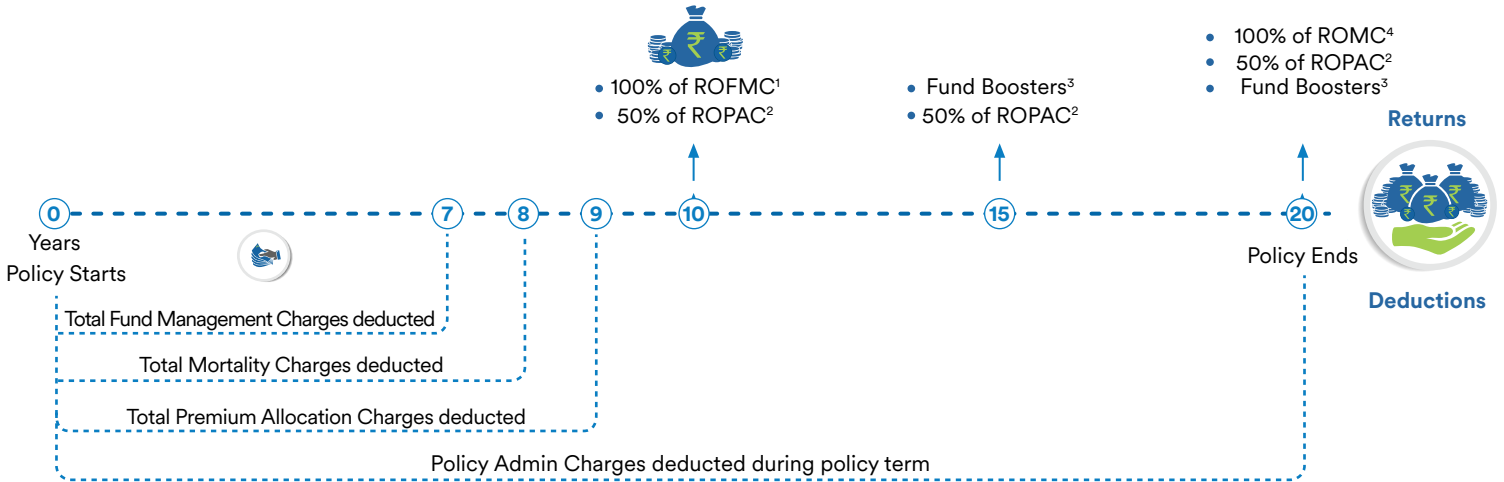 • 100% of ROFMC¹
• 50% of ROPAC²
• Fund Boosters³
• 50% of ROPAC²
• 100% of ROMC⁴
• 50% of ROPAC²
• Fund Boosters³
Returns
₹ ₹ ₹
₹ ₹ ₹
₹ ₹
0 7 8 9 10 15 20
Years
Policy Starts
Policy Ends
Deductions
Total Fund Management Charges deducted
Total Mortality Charges deducted
Total Premium Allocation Charges deducted
Policy Admin Charges deducted during policy term